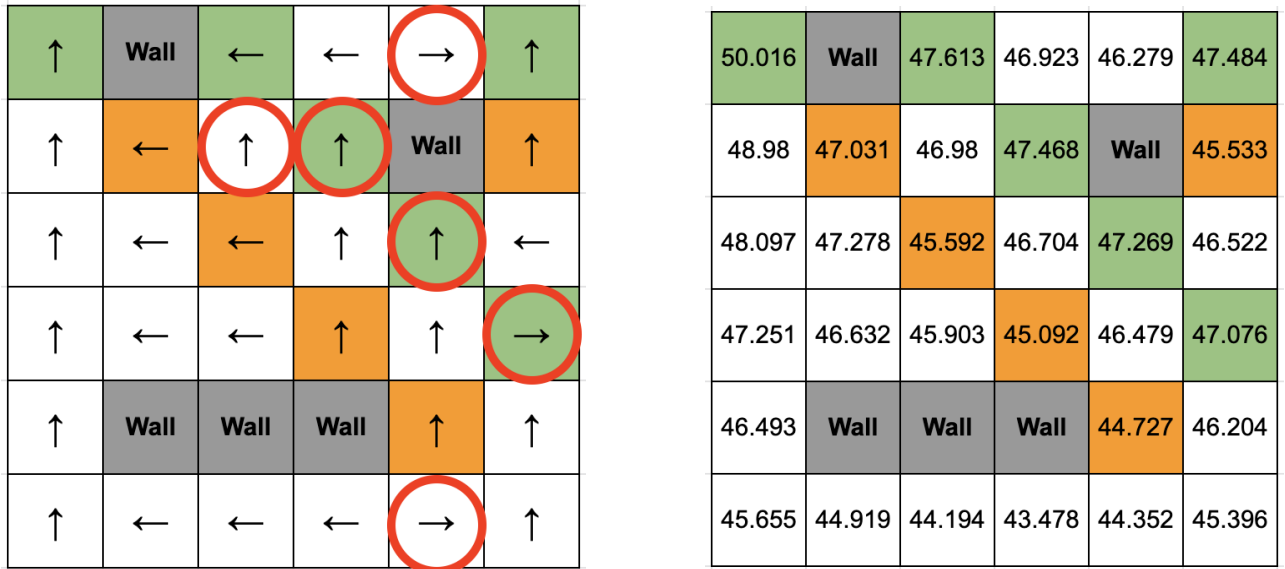 ↑ Wall ← ← → ↑
↑ ← ↑ ↑ Wall ↑
↑ ← ← ↑ ↑ ←
↑ ← ← ↑ ↑ →
↑ Wall Wall Wall ↑ ↑
↑ ← ← ← → ↑
50.016 Wall 47.613 46.923 46.279 47.484
48.98 47.031 46.98 47.468 Wall 45.533
48.097 47.278 45.592 46.704 47.269 46.522
47.251 46.632 45.903 45.092 46.479 47.076
46.493 Wall Wall Wall 44.727 46.204
45.655 44.919 44.194 43.478 44.352 45.396